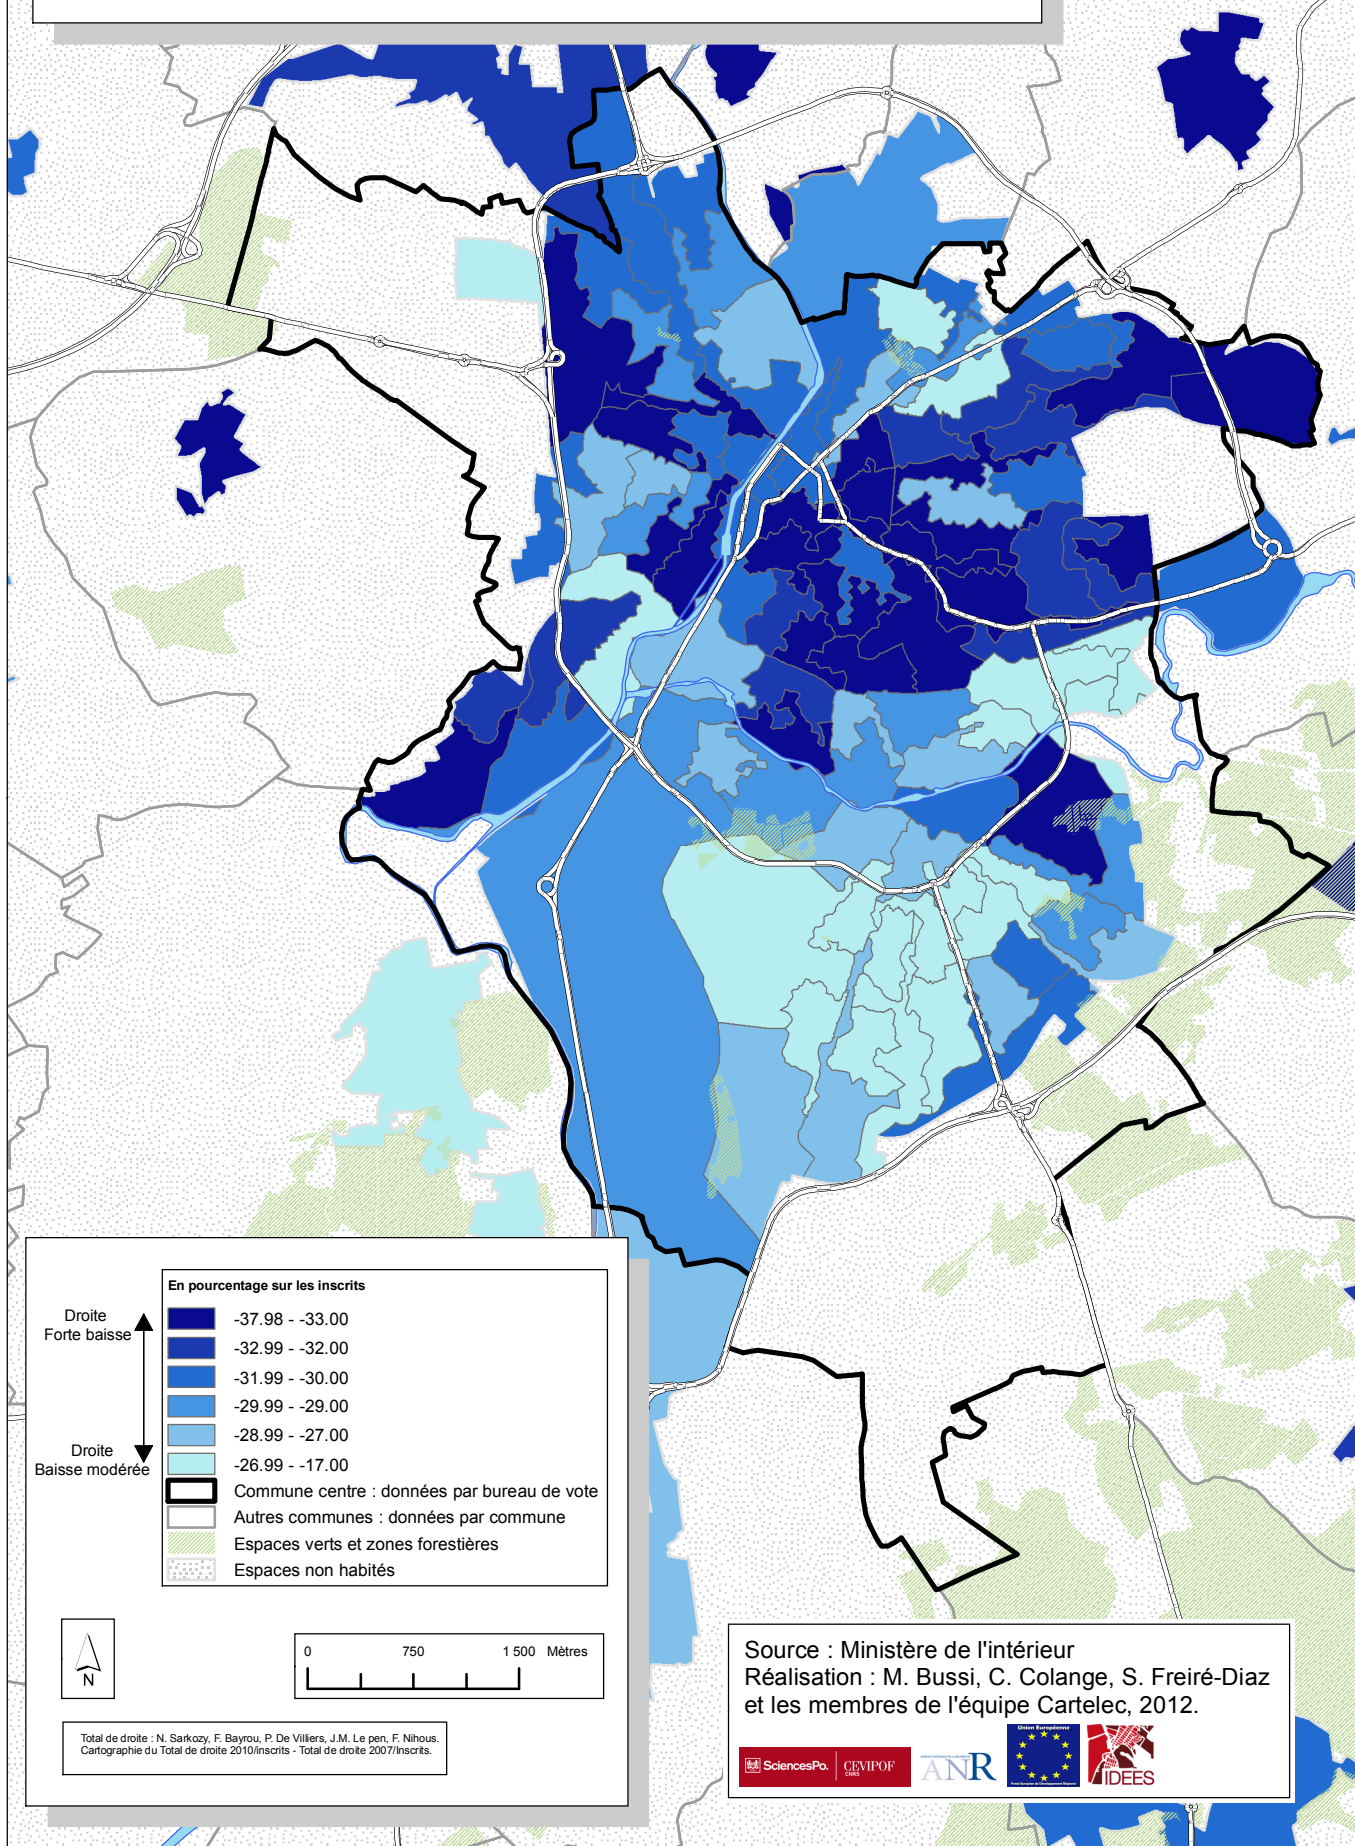 En pourcentage sur les inscrits
Droite
Forte baisse
-37.98 - -33.00
-32.99 - -32.00
-31.99 - -30.00
-29.99 - -29.00
-28.99 - -27.00
Droite
Baisse modérée
-26.99 - -17.00
Commune centre : données par bureau de vote
Autres communes : données par commune
Espaces verts et zones forestières
Espaces non habités
N
0 750 1 500 Mètres
Total de droite : N. Sarkozy, F. Bayrou, P. De Villiers, J.M. Le pen, F. Nihous.
Cartographie du Total de droite 2010/inscrits - Total de droite 2007/Inscrits.
Source : Ministère de l'intérieur
Réalisation : M. Bussi, C. Colange, S. Freiré-Diaz
et les membres de l'équipe Cartelec, 2012.
SciencesPo. CEVIPOF
CNRS
ANR
Union Européenne
IDEES